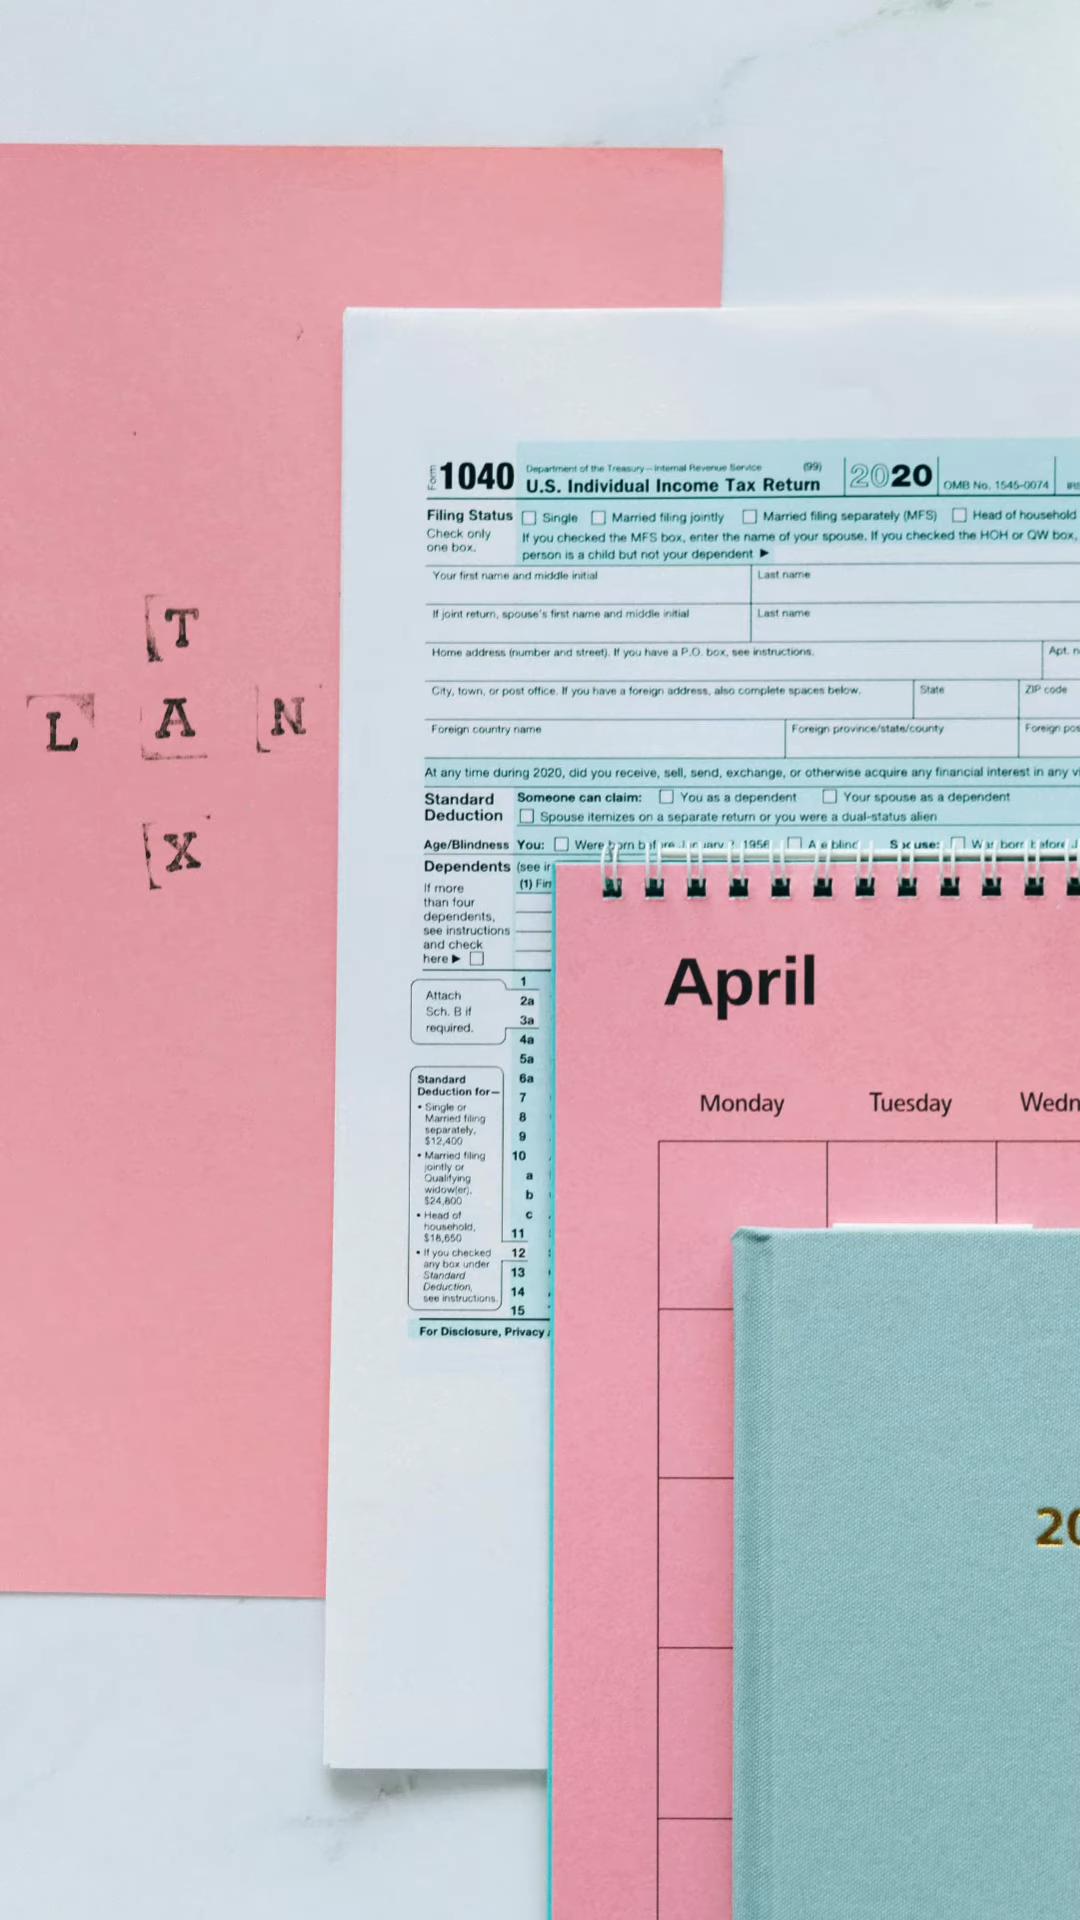 T
L A N
X
Form 1040 Department of the Treasury—Internal Revenue Service (99)
U.S. Individual Income Tax Return 2020 OMB No. 1545-0074
Filing Status Single Married filing jointly Married filing separately (MFS) Head of household
Check only one box.
If you checked the MFS box, enter the name of your spouse. If you checked the HOH or QW box,
person is a child but not your dependent ▶
Your first name and middle initial Last name
If joint return, spouse's first name and middle initial Last name
Home address (number and street). If you have a P.O. box, see instructions. Apt.
City, town, or post office. If you have a foreign address, also complete spaces below. State ZIP code
Foreign country name Foreign province/state/county Foreign
At any time during 2020, did you receive, sell, send, exchange, or otherwise acquire any financial interest in any
Standard
Deduction
Someone can claim: You as a dependent Your spouse as a dependent
Spouse itemizes on a separate return or you were a dual-status alien
Age/Blindness You: Were
Dependents (see
(1)
If more
than four
dependents,
see instructions
and check
here ▶
1
2a
3a
4a
5a
6a
7
8
9
10
a
b
c
11
12
13
14
15
Attach
Sch. B if
required.
Standard
Deduction for—
• Single or
Married filing
separately,
$12,400
• Married filing
jointly or
Qualifying
widow(er),
$24,800
• Head of
household,
$18,650
• If you checked
any box under
Standard
Deduction,
see instructions.
For Disclosure, Privacy
April
Monday Tuesday Wedn
20